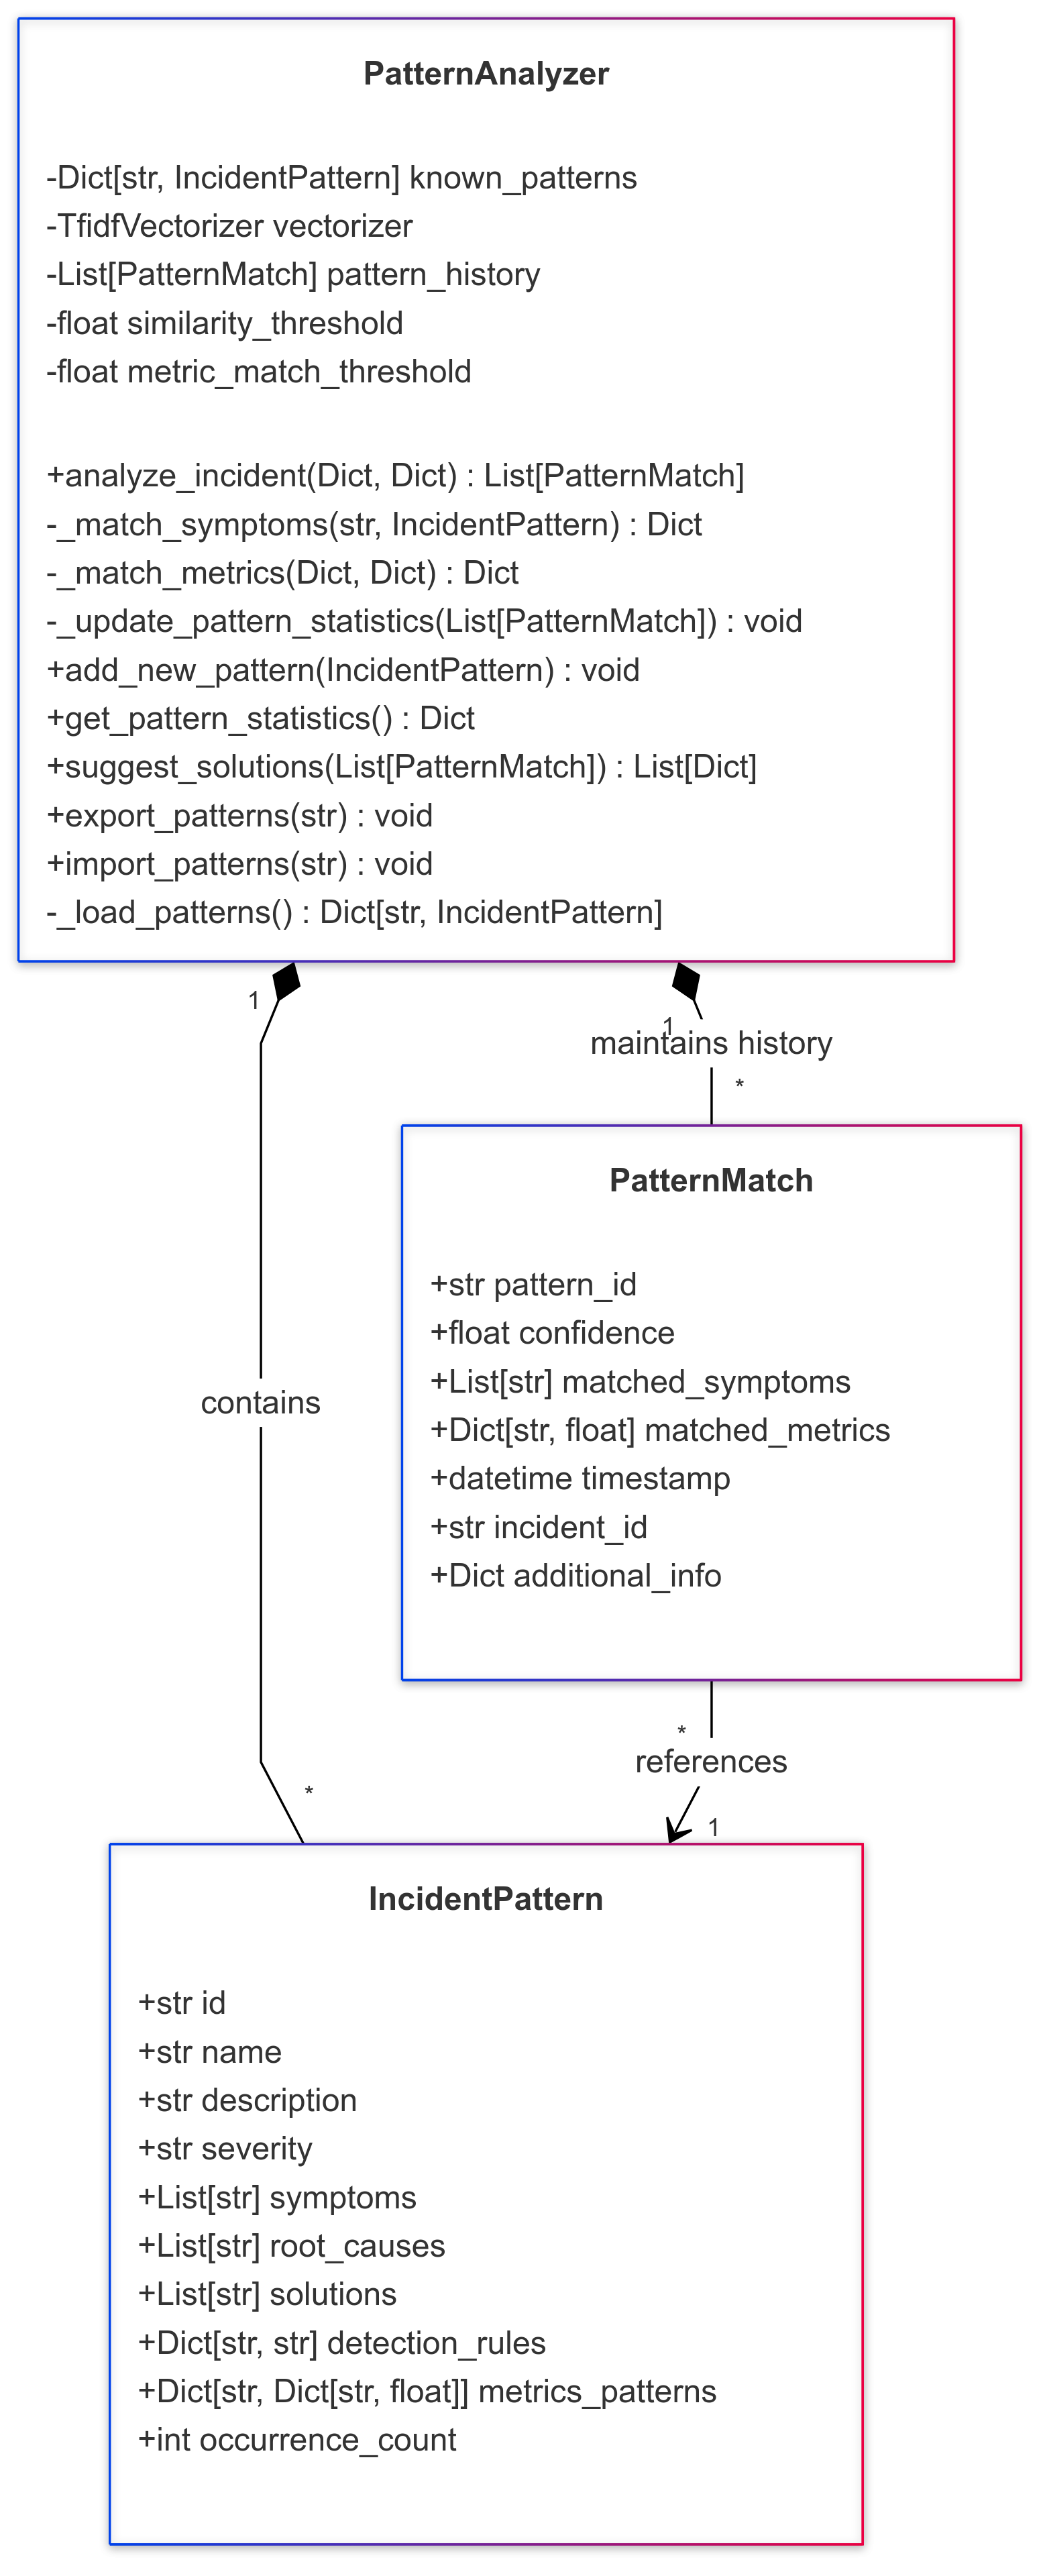 PatternAnalyzer
-Dict[str, IncidentPattern] known_patterns
-TfidfVectorizer vectorizer
-List[PatternMatch] pattern_history
-float similarity_threshold
-float metric_match_threshold
+analyze_incident(Dict, Dict) : List[PatternMatch]
-_match_symptoms(str, IncidentPattern) : Dict
-_match_metrics(Dict, Dict) : Dict
-_update_pattern_statistics(List[PatternMatch]) : void
+add_new_pattern(IncidentPattern) : void
+get_pattern_statistics() : Dict
+suggest_solutions(List[PatternMatch]) : List[Dict]
+export_patterns(str) : void
+import_patterns(str) : void
-_load_patterns() : Dict[str, IncidentPattern]
1
1
maintains history
*
PatternMatch
+str pattern_id
+float confidence
+List[str] matched_symptoms
+Dict[str, float] matched_metrics
+datetime timestamp
+str incident_id
+Dict additional_info
contains
*
references
*
1
IncidentPattern
+str id
+str name
+str description
+str severity
+List[str] symptoms
+List[str] root_causes
+List[str] solutions
+Dict[str, str] detection_rules
+Dict[str, Dict[str, float]] metrics_patterns
+int occurrence_count